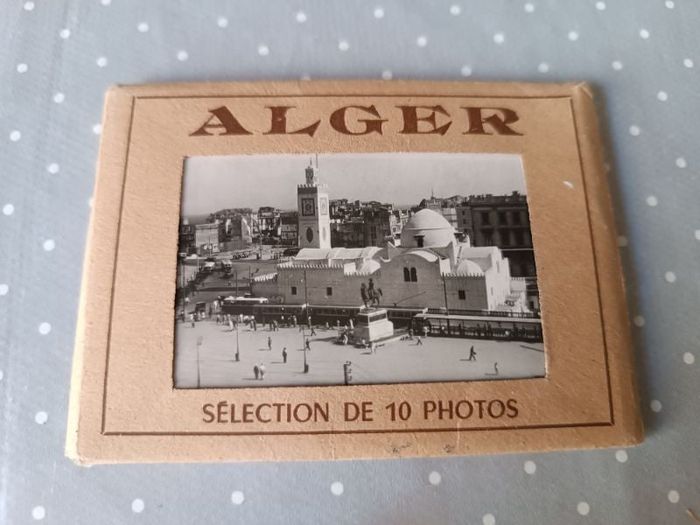 ALGER
SÉLECTION DE 10 PHOTOS